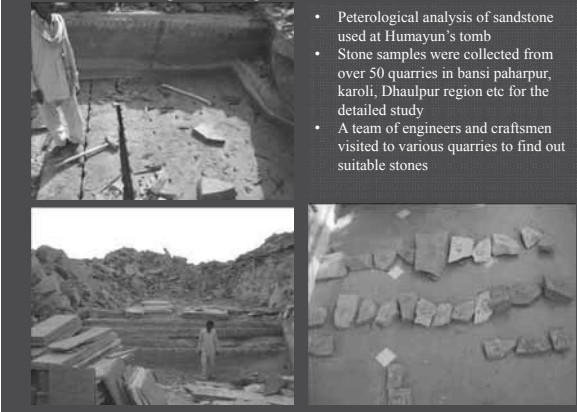 • Peterological analysis of sandstone
used at Humayun's tomb
• Stone samples were collected from
over 50 quarries in bansi paharpur,
karoli, Dhaulpur region etc for the
detailed study
• A team of engineers and craftsmen
visited to various quarries to find out
suitable stones